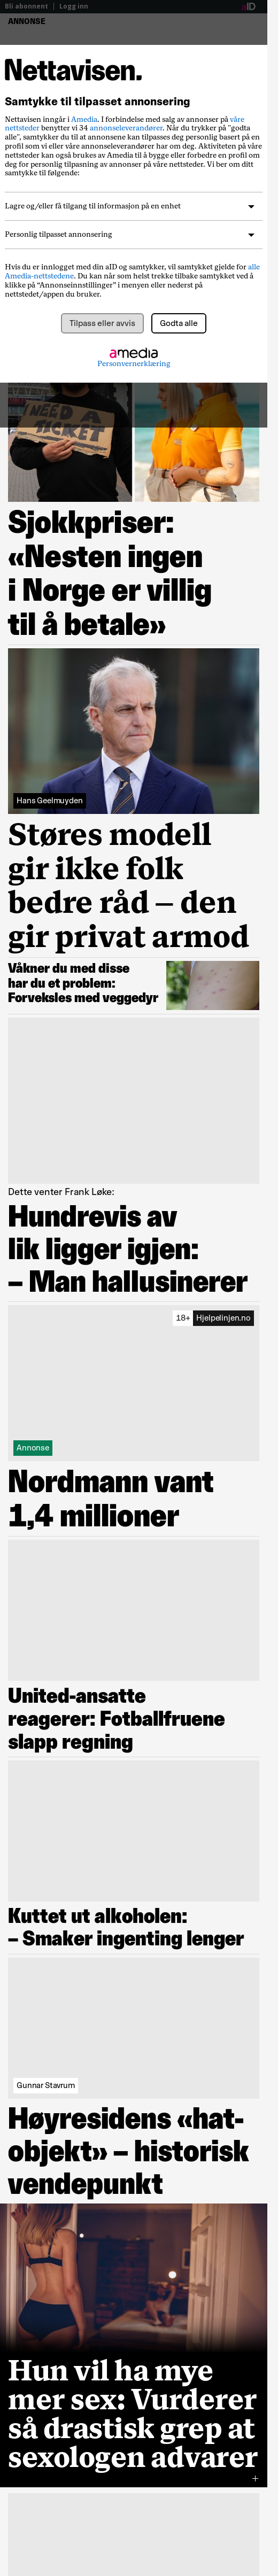 Bli abonnent | Logg inn
aID
ANNONSE
Nettavisen.
Samtykke til tilpasset annonsering
Nettavisen inngår i Amedia. I forbindelse med salg av annonser på våre
nettsteder benytter vi 34 annonseleverandører. Når du trykker på "godta
alle", samtykker du til at annonsene kan tilpasses deg personlig basert på en
profil som vi eller våre annonseleverandører har om deg. Aktiviteten på våre
nettsteder kan også brukes av Amedia til å bygge eller forbedre en profil om
deg for personlig tilpasning av annonser på våre nettsteder. Vi ber om ditt
samtykke til følgende:
Lagre og/eller få tilgang til informasjon på en enhet
Personlig tilpasset annonsering
Hvis du er innlogget med din aID og samtykker, vil samtykket gjelde for alle
Amedia-nettstedene. Du kan når som helst trekke tilbake samtykket ved å
klikke på “Annonseinnstillinger” i menyen eller nederst på
nettstedet/appen du bruker.
Tilpass eller avvis
Godta alle
amedia
Personvernerklæring
I NEED A
TICKET
Sjokkpriser:
«Nesten ingen
i Norge er villig
til å betale»
Hans Geelmuyden
Støres modell
gir ikke folk
bedre råd – den
gir privat armod
Våkner du med disse
har du et problem:
Forveksles med veggedyr
Dette venter Frank Løke:
Hundrevis av
lik ligger igjen:
– Man hallusinerer
18+ Hjelpelinjen.no
Annonse
Nordmann vant
1,4 millioner
United-ansatte
reagerer: Fotballfruene
slapp regning
Kuttet ut alkoholen:
– Smaker ingenting lenger
Gunnar Stavrum
Høyresidens «hat-
objekt» – historisk
vendepunkt
Hun vil ha mye
mer sex: Vurderer
så drastisk grep at
sexologen advarer
+